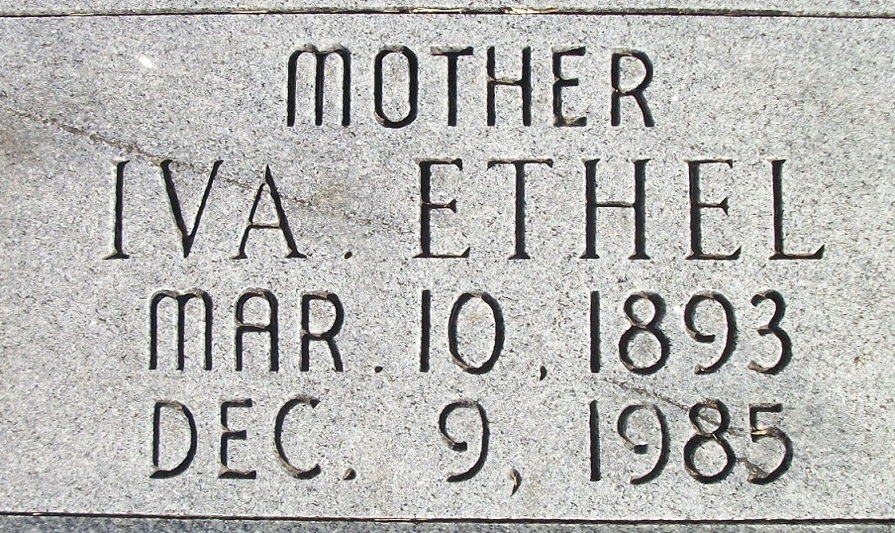 MOTHER
IVA. ETHEL
MAR. 10, 1893
DEC. 9, 1985